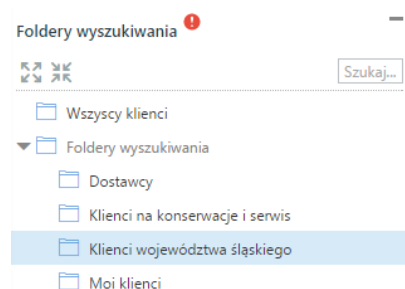 Foldery wyszukiwania
Szukaj...
Wszyscy klienci
Foldery wyszukiwania
Dostawcy
Klienci na konserwacje i serwis
Klienci województwa śląskiego
Moi klienci